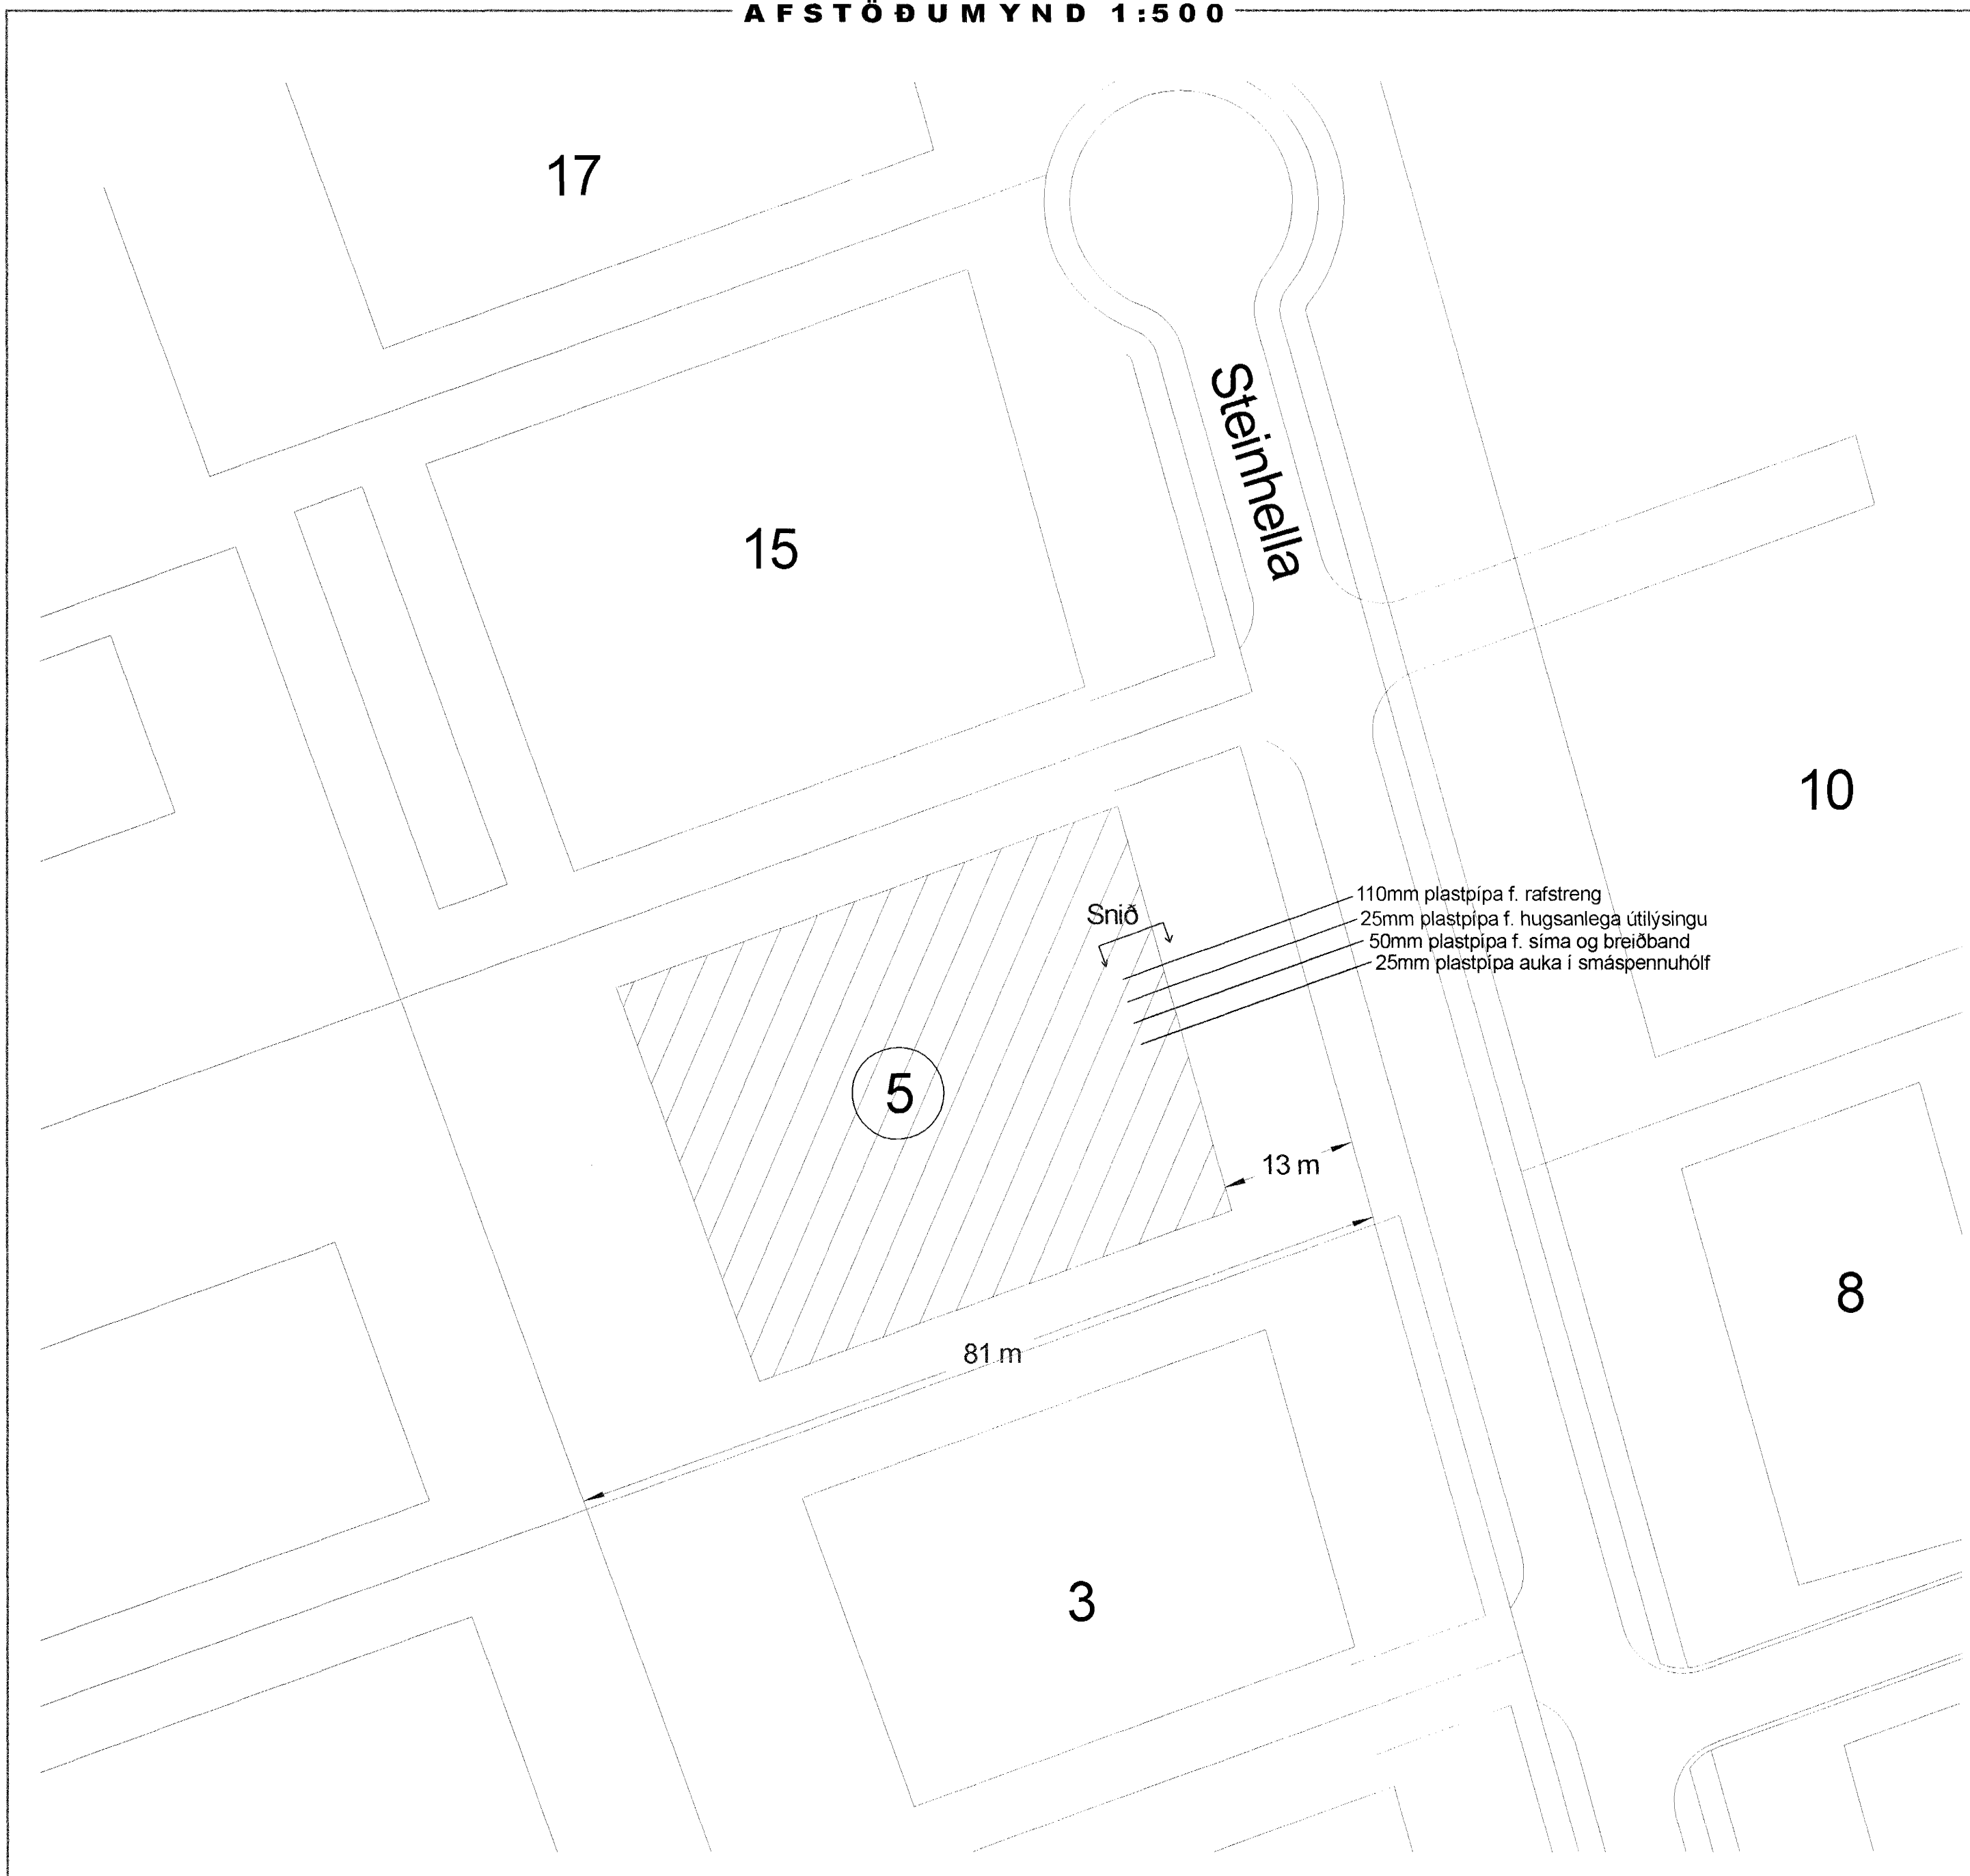 AFSTÖÐUMYND 1:500
17
Steinhella
15
10
110mm plastpípa f. rafstreng
Snið
25mm plastpípa f. hugsanlega útilýsingu
50mm plastpípa f. síma og breiðband
25mm plastpípa auka í smáspennuhólf
5
13 m
8
81 m
3